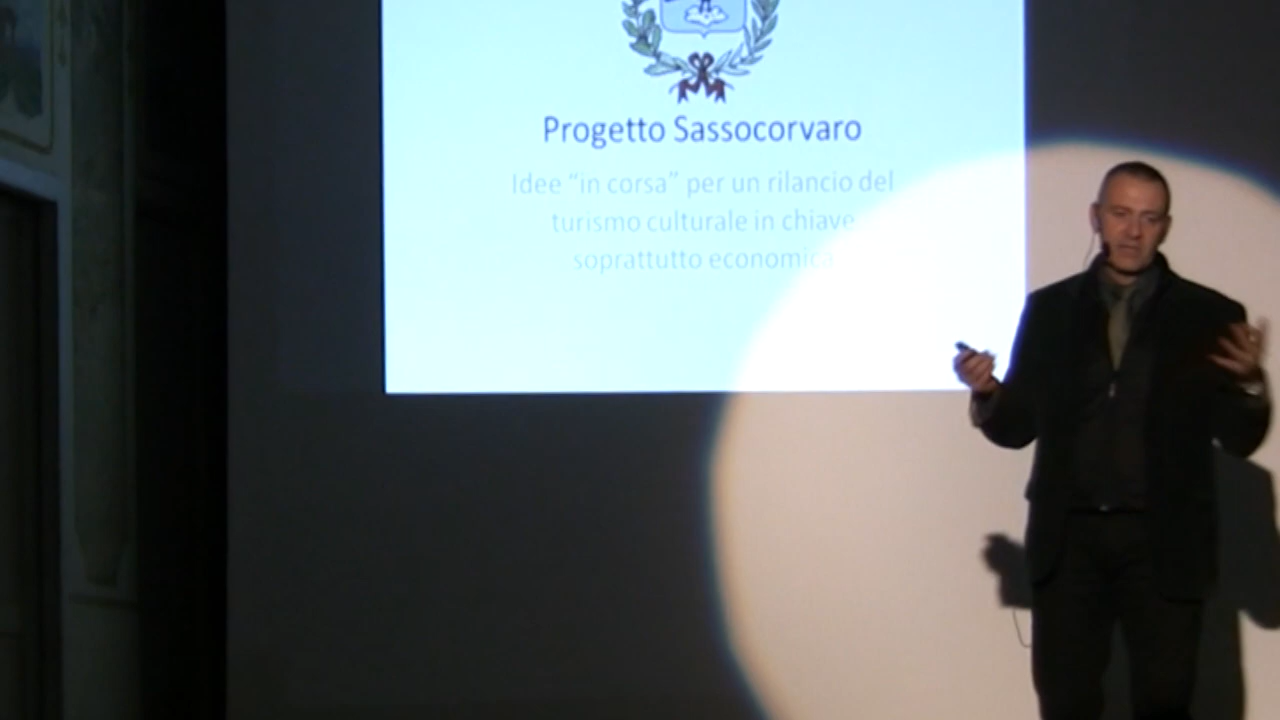 Progetto Sassocorvaro
Idee “in corsa” per un rilancio del
turismo culturale in chiave
soprattutto economica